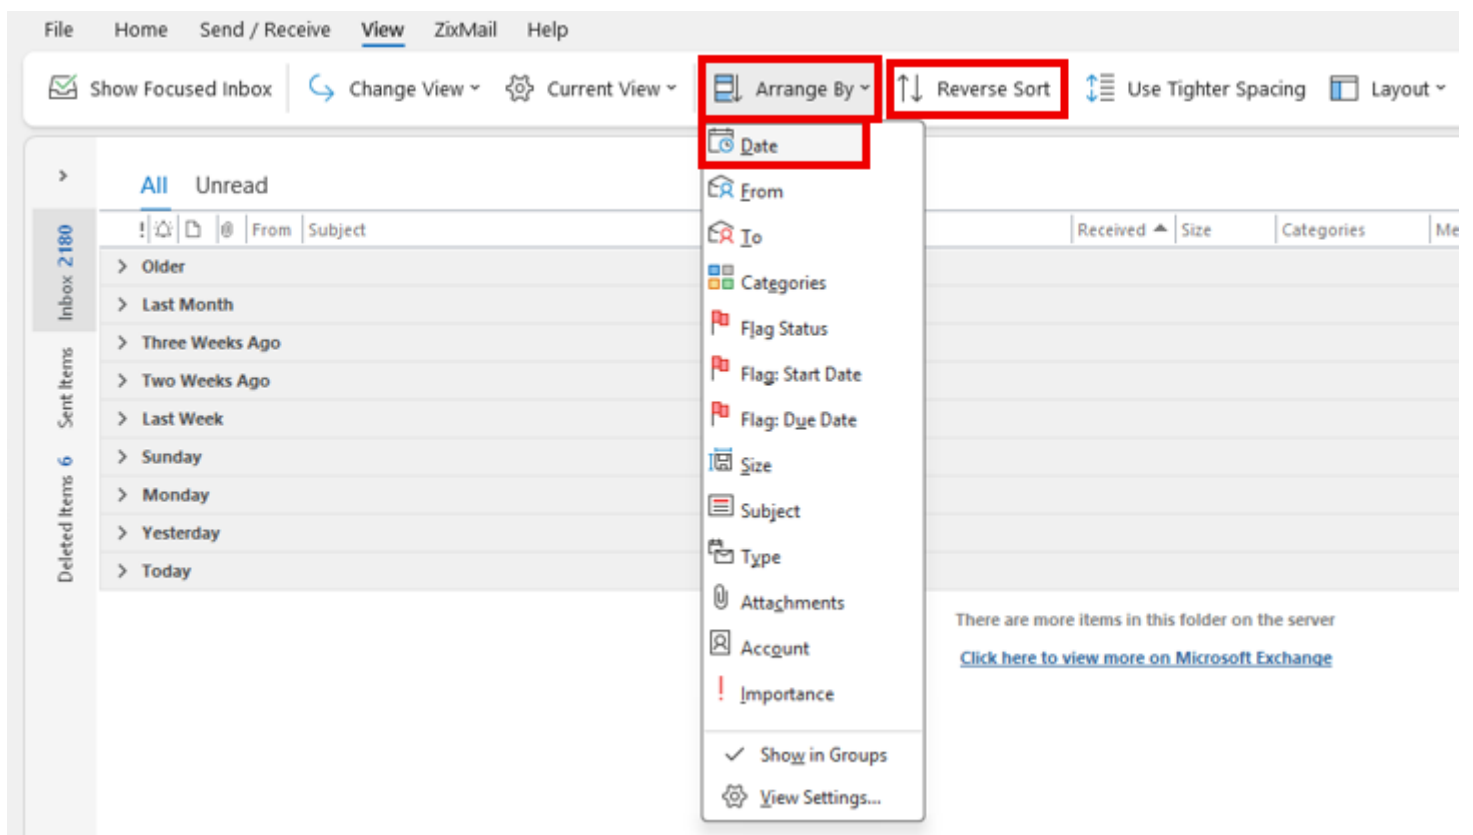 File Home Send / Receive View ZixMail Help
Show Focused Inbox Change View Current View Arrange By Reverse Sort Use Tighter Spacing Layout
All Unread
! From Subject Received Size Categories Me
Inbox 2180
Sent Items
Deleted Items 6
Older
Last Month
Three Weeks Ago
Two Weeks Ago
Last Week
Sunday
Monday
Yesterday
Today
Date
From
To
Categories
Flag Status
Flag: Start Date
Flag: Due Date
Size
Subject
Type
Attachments
Account
Importance
Show in Groups
View Settings...
There are more items in this folder on the server
Click here to view more on Microsoft Exchange